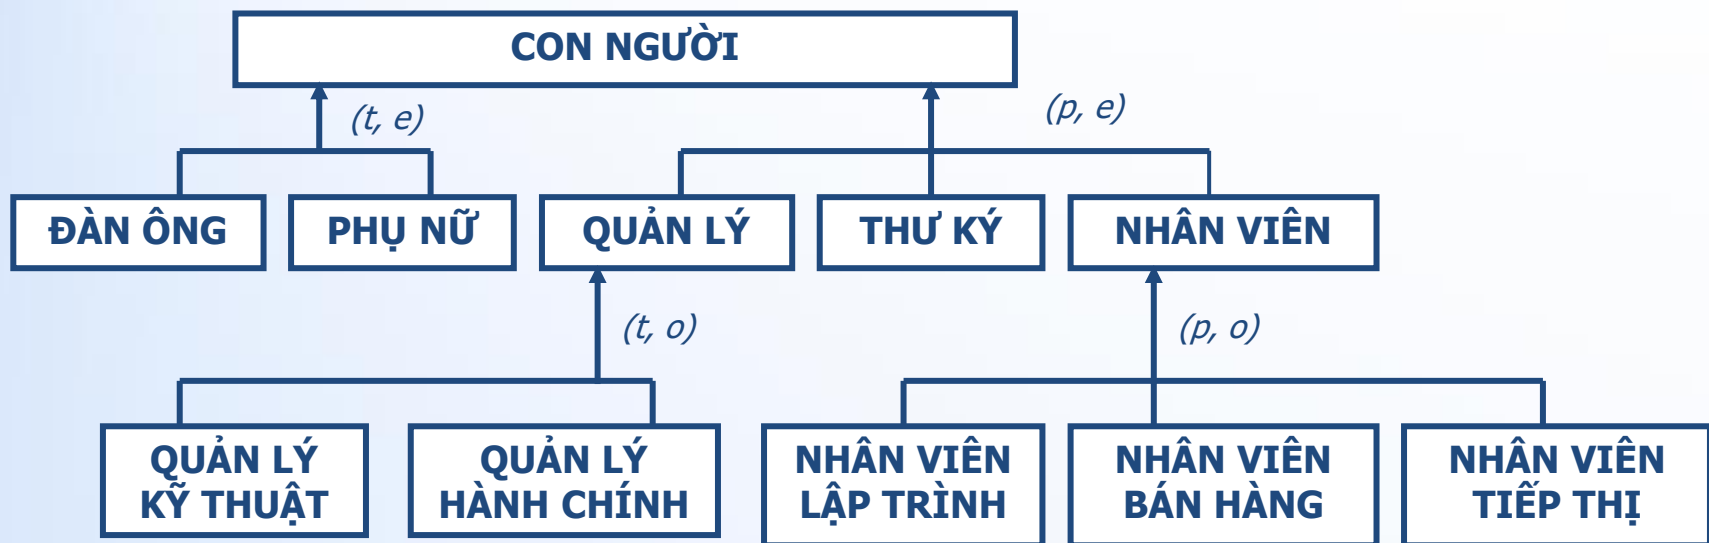 CON NGƯỜI
(t, e)
(p, e)
ĐÀN ÔNG
PHỤ NỮ
QUẢN LÝ
THƯ KÝ
NHÂN VIÊN
(t, o)
(p, o)
QUẢN LÝ
KỸ THUẬT
QUẢN LÝ
HÀNH CHÍNH
NHÂN VIÊN
LẬP TRÌNH
NHÂN VIÊN
BÁN HÀNG
NHÂN VIÊN
TIẾP THỊ